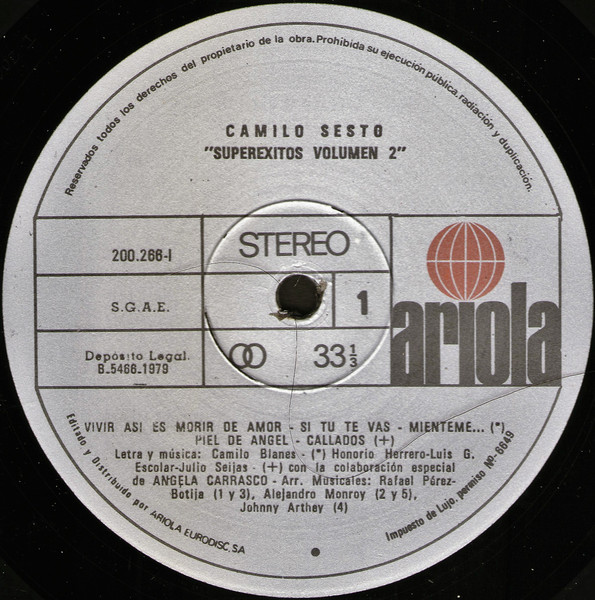 Reservados todos los derechos del propietario de la obra. Prohibida su ejecución pública, radiación y duplicación.
CAMILO SESTO
"SUPEREXITOS VOLUMEN 2"
200.266-I
STEREO
S.G.A.E.
1
ariola
Depósito Legal.
B.5466.1979
33 1/3
VIVIR ASI ES MORIR DE AMOR - SI TU TE VAS - MIENTEME... (*)
PIEL DE ANGEL - CALLADOS (+)
Letra y música: Camilo Blanes - (*) Honorio Herrero-Luis G.
Escolar-Julio Seijas - (+) con la colaboración especial
de ANGELA CARRASCO - Arr. Musicales: Rafael Pérez-
Botija (1 y 3), Alejandro Monroy (2 y 5),
Johnny Arthey (4)
Editado y Distribuido por ARIOLA EURODISC, S.A
Impuesto de Lujo, permiso Nº-6649